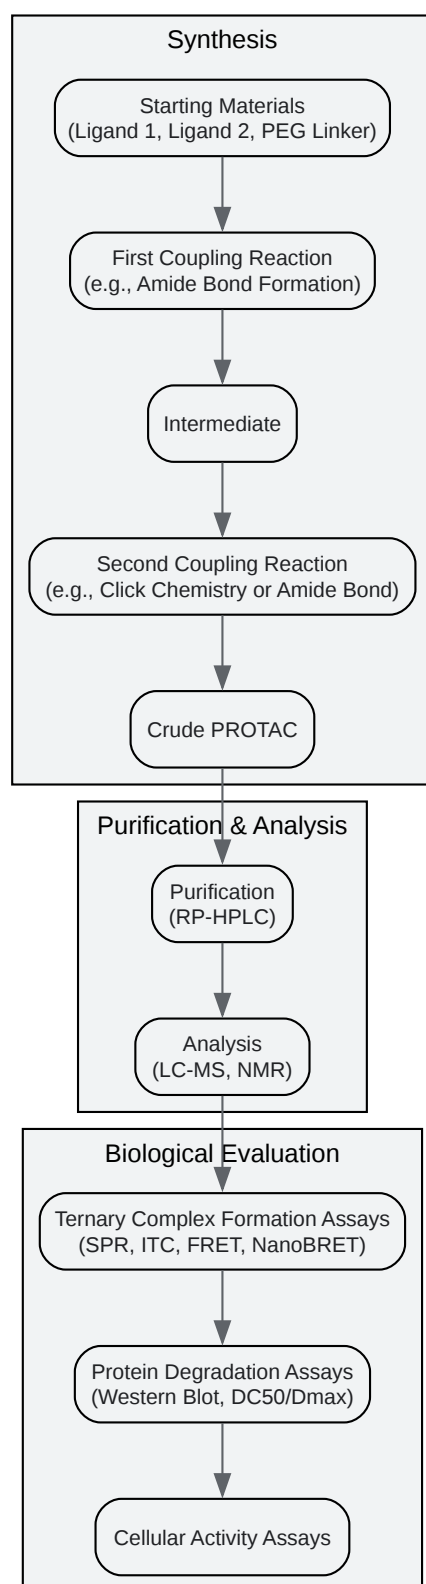 Synthesis
Starting Materials
(Ligand 1, Ligand 2, PEG Linker)
First Coupling Reaction
(e.g., Amide Bond Formation)
Intermediate
Second Coupling Reaction
(e.g., Click Chemistry or Amide Bond)
Crude PROTAC
Purification & Analysis
Purification
(RP-HPLC)
Analysis
(LC-MS, NMR)
Biological Evaluation
Ternary Complex Formation Assays
(SPR, ITC, FRET, NanoBRET)
Protein Degradation Assays
(Western Blot, DC50/Dmax)
Cellular Activity Assays